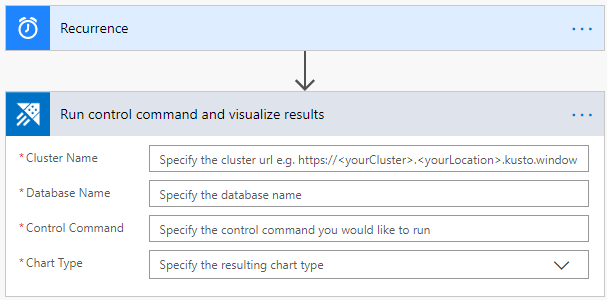 Recurrence
Run control command and visualize results
* Cluster Name Specify the cluster url e.g. https://<yourCluster>.<yourLocation>.kusto.window
* Database Name Specify the database name
* Control Command Specify the control command you would like to run
* Chart Type Specify the resulting chart type